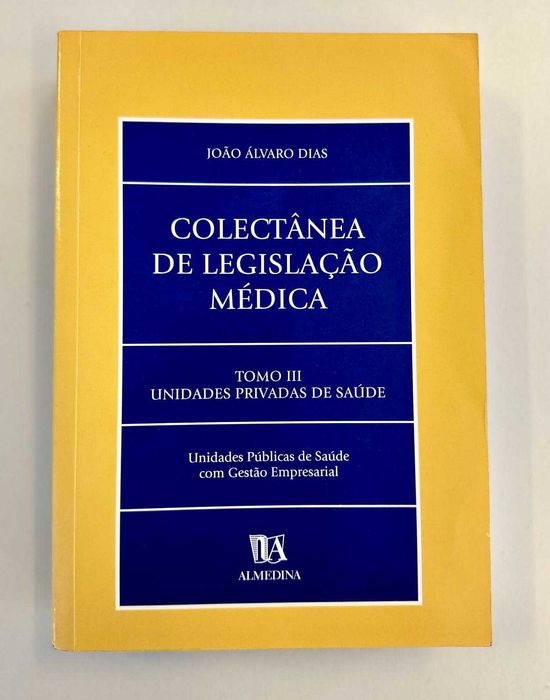 JOÃO ÁLVARO DIAS
COLECTÂNEA
DE LEGISLAÇÃO
MÉDICA
TOMO III
UNIDADES PRIVADAS DE SAÚDE
Unidades Públicas de Saúde
com Gestão Empresarial
ALMEDINA